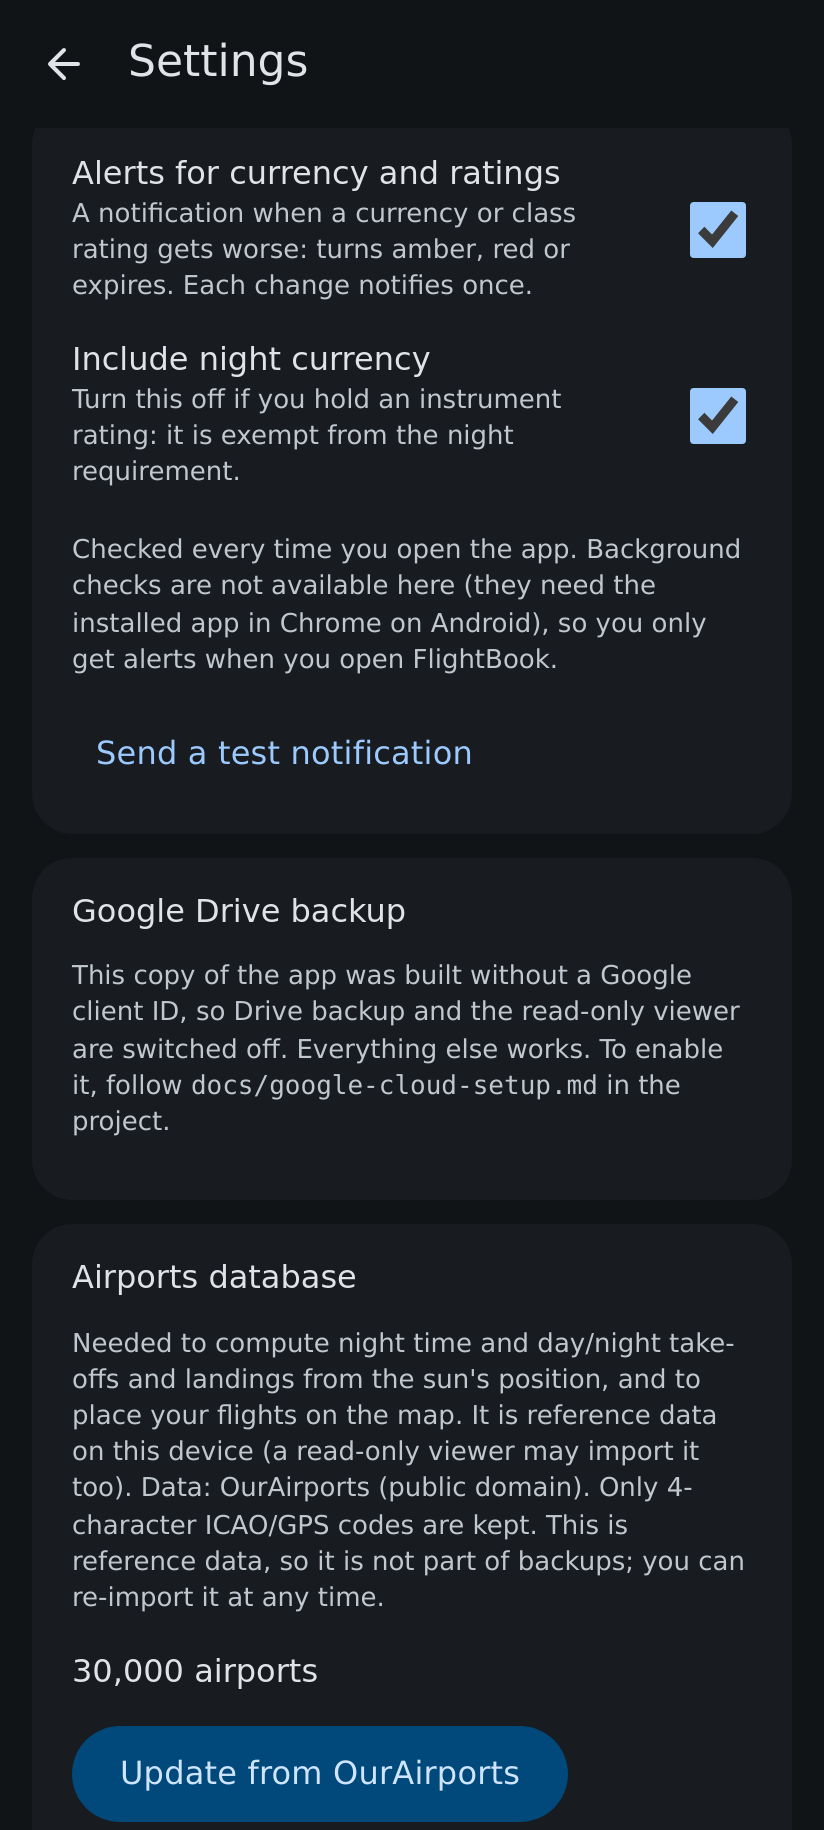 Settings
Alerts for currency and ratings
A notification when a currency or class
rating gets worse: turns amber, red or
expires. Each change notifies once.
Include night currency
Turn this off if you hold an instrument
rating: it is exempt from the night
requirement.
Checked every time you open the app. Background
checks are not available here (they need the
installed app in Chrome on Android), so you only
get alerts when you open FlightBook.
Send a test notification
Google Drive backup
This copy of the app was built without a Google
client ID, so Drive backup and the read-only viewer
are switched off. Everything else works. To enable
it, follow docs/google-cloud-setup.md in the
project.
Airports database
Needed to compute night time and day/night take-
offs and landings from the sun's position, and to
place your flights on the map. It is reference data
on this device (a read-only viewer may import it
too). Data: OurAirports (public domain). Only 4-
character ICAO/GPS codes are kept. This is
reference data, so it is not part of backups; you can
re-import it at any time.
30,000 airports
Update from OurAirports